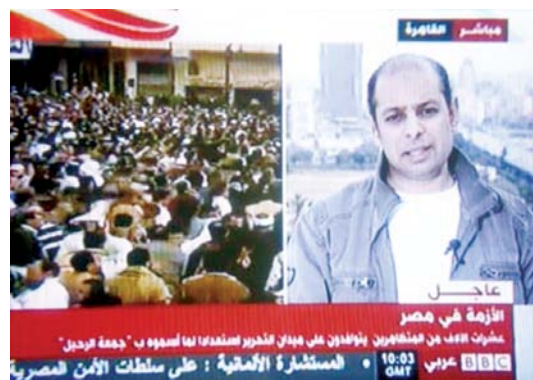 مباشر القاهرة
عاجل
الأزمة في مصر
عشرات الالاف من المتظاهرين يتوافدون على ميدان التحرير استعدادا لما أسموه ب "جمعة الرحيل"
BBC عربي 10:03 GMT • المستشارة الألمانية : على سلطات الأمن المصرية